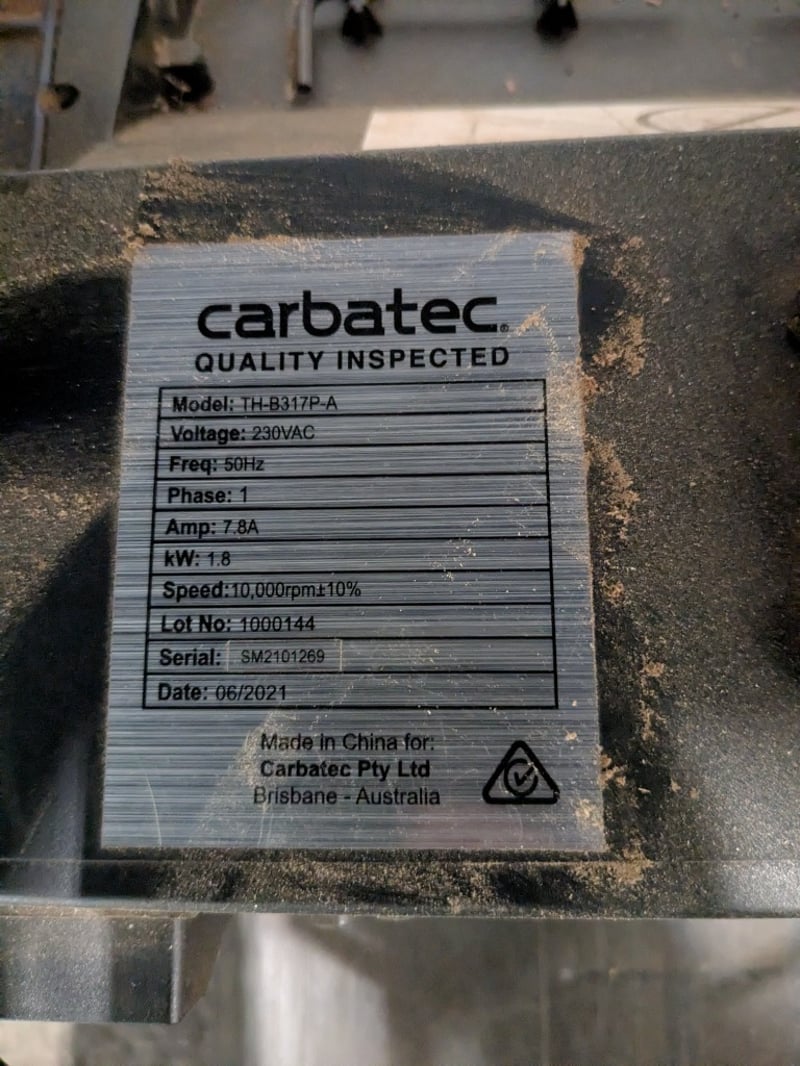 carbatec®
QUALITY INSPECTED
Model: TH-B317P-A
Voltage: 230VAC
Freq: 50Hz
Phase: 1
Amp: 7.8A
kW: 1.8
Speed:10,000rpm±10%
Lot No: 1000144
Serial: SM2101269
Date: 06/2021
Made in China for:
Carbatec Pty Ltd
Brisbane - Australia